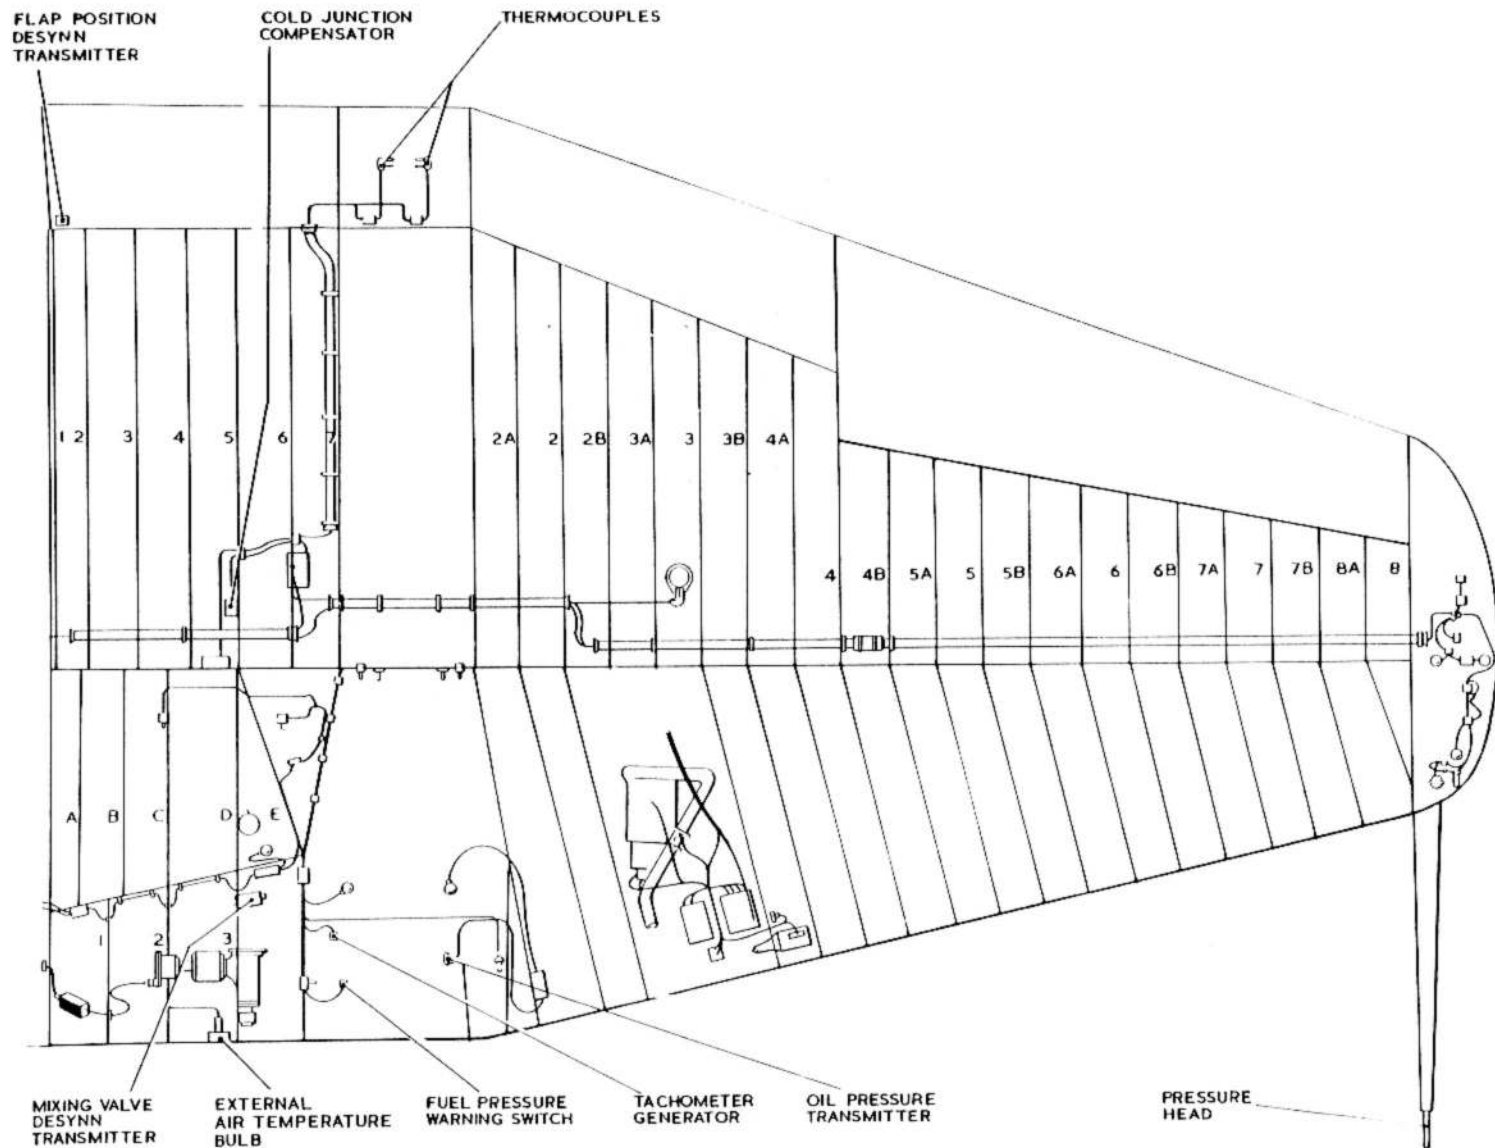 FLAP POSITION
DESYNN
TRANSMITTER
COLD JUNCTION
COMPENSATOR
THERMOCOUPLES
1 2 3 4 5 6 7 2A 2 2B 3A 3 3B 4A
4 4B 5A 5 5B 6A 6 6B 7A 7 7B 8A 8
A B C D E
1 2 3
MIXING VALVE
DESYNN
TRANSMITTER
EXTERNAL
AIR TEMPERATURE
BULB
FUEL PRESSURE
WARNING SWITCH
TACHOMETER
GENERATOR
OIL PRESSURE
TRANSMITTER
PRESSURE
HEAD